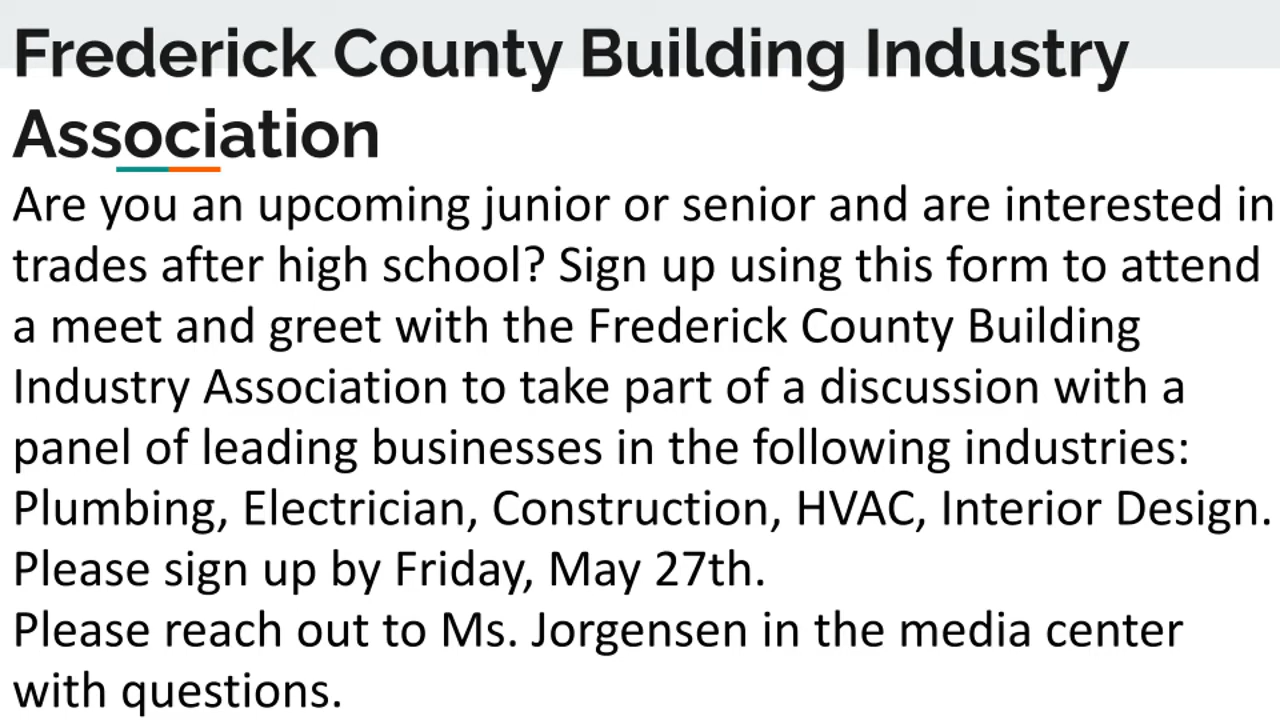 Frederick County Building Industry
Association
Are you an upcoming junior or senior and are interested in
trades after high school? Sign up using this form to attend
a meet and greet with the Frederick County Building
Industry Association to take part of a discussion with a
panel of leading businesses in the following industries:
Plumbing, Electrician, Construction, HVAC, Interior Design.
Please sign up by Friday, May 27th.
Please reach out to Ms. Jorgensen in the media center
with questions.